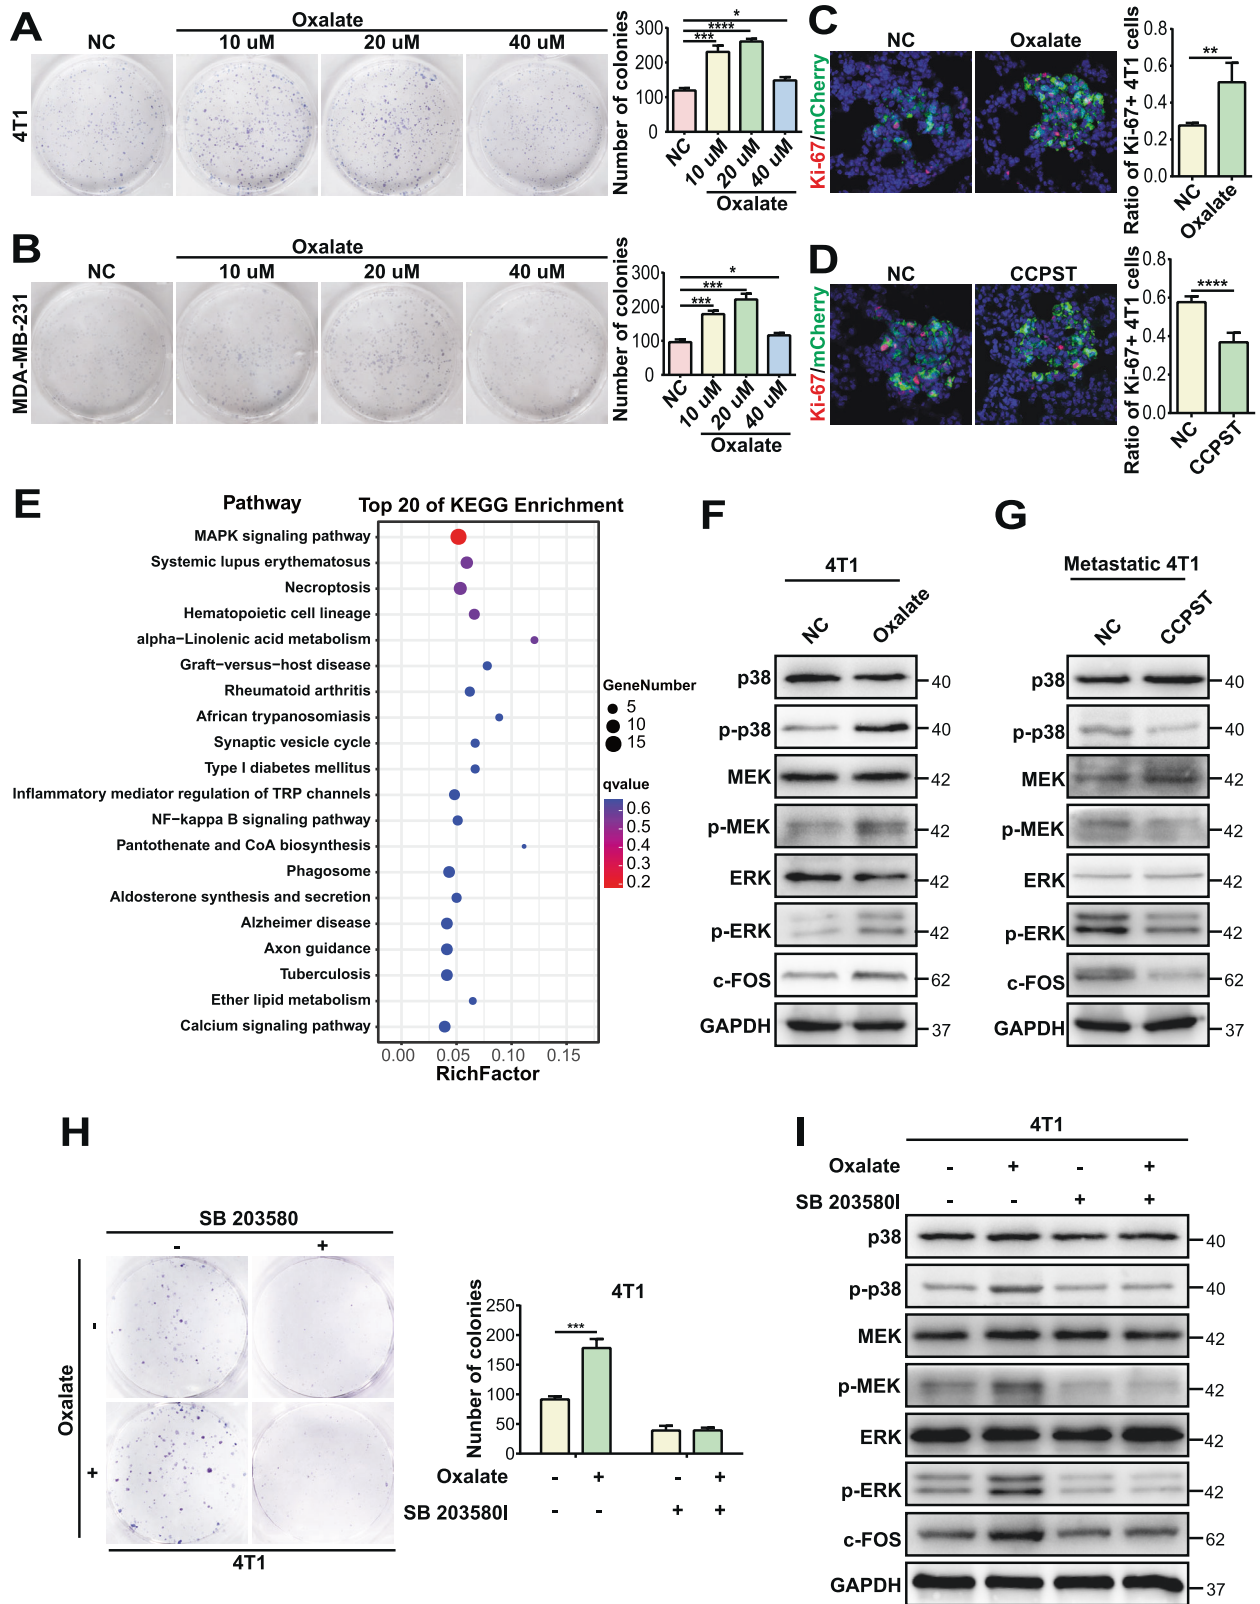 A
Oxalate
NC
10 uM
20 uM
40 uM
4T1
Number of colonies
300
200
100
0
*
****
***
NC
10 uM
20 uM
40 uM
Oxalate
B
Oxalate
NC
10 uM
20 uM
40 uM
MDA-MB-231
Number of colonies
300
200
100
0
*
***
***
NC
10 uM
20 uM
40 uM
Oxalate
C
NC
Oxalate
Ki-67/mCherry
Ratio of Ki-67+ 4T1 cells
0.8
0.6
0.4
0.2
0.0
**
NC
Oxalate
D
NC
CCPST
Ki-67/mCherry
Ratio of Ki-67+ 4T1 cells
0.8
0.6
0.4
0.2
0.0
****
NC
CCPST
E
Pathway
Top 20 of KEGG Enrichment
MAPK signaling pathway
Systemic lupus erythematosus
Necroptosis
Hematopoietic cell lineage
alpha−Linolenic acid metabolism
Graft−versus−host disease
Rheumatoid arthritis
African trypanosomiasis
Synaptic vesicle cycle
Type I diabetes mellitus
Inflammatory mediator regulation of TRP channels
NF−kappa B signaling pathway
Pantothenate and CoA biosynthesis
Phagosome
Aldosterone synthesis and secretion
Alzheimer disease
Axon guidance
Tuberculosis
Ether lipid metabolism
Calcium signaling pathway
0.00 0.05 0.10 0.15
RichFactor
GeneNumber
5
10
15
qvalue
0.6
0.5
0.4
0.3
0.2
F
4T1
NC
Oxalate
p38 40
p-p38 40
MEK 42
p-MEK 42
ERK 42
p-ERK 42
c-FOS 62
GAPDH 37
G
Metastatic 4T1
NC
CCPST
p38 40
p-p38 40
MEK 42
p-MEK 42
ERK 42
p-ERK 42
c-FOS 62
GAPDH 37
H
SB 203580
- +
Oxalate
-
+
4T1
4T1
Nunber of colonies
250
200
150
100
50
0
***
Oxalate - + - +
SB 203580I - - + +
I
4T1
Oxalate - + - +
SB 203580I - - + +
p38 40
p-p38 40
MEK 42
p-MEK 42
ERK 42
p-ERK 42
c-FOS 62
GAPDH 37